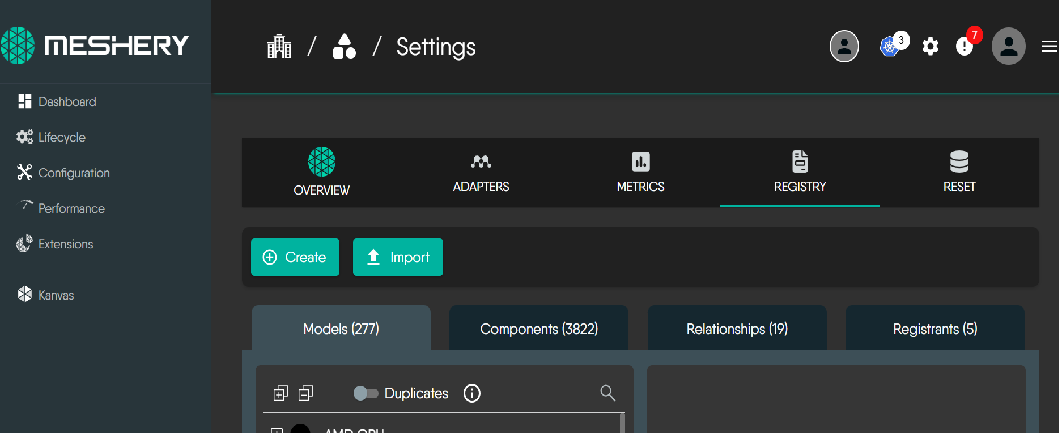 MESHERY
/ / Settings
3
7
Dashboard
Lifecycle
Configuration
Performance
Extensions
Kanvas
OVERVIEW
ADAPTERS
METRICS
REGISTRY
RESET
Create
Import
Models (277)
Components (3822)
Relationships (19)
Registrants (5)
Duplicates
AMD GPU